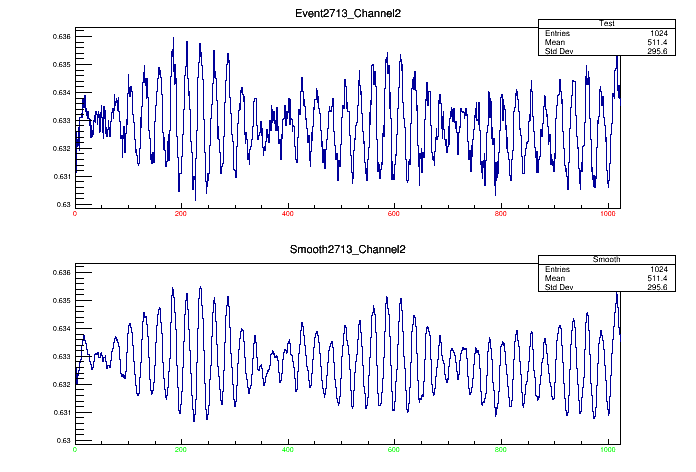 Event2713_Channel2
Test
Entries 1024
Mean 511.4
Std Dev 295.6
0.636
0.635
0.634
0.633
0.632
0.631
0.63
0 200 400 600 800 1000
Smooth2713_Channel2
Smooth
Entries 1024
Mean 511.4
Std Dev 295.6
0.636
0.635
0.634
0.633
0.632
0.631
0.63
0 200 400 600 800 1000